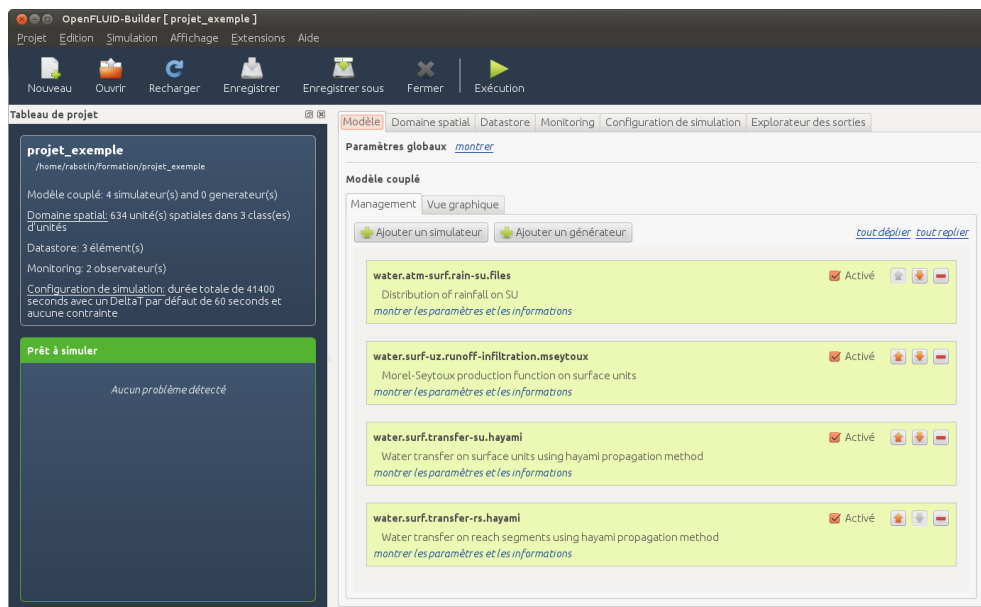 OpenFLUID-Builder [ projet_exemple ]
Projet Edition Simulation Affichage Extensions Aide
Nouveau Ouvrir Recharger Enregistrer Enregistrer sous Fermer Exécution
Tableau de projet
projet_exemple
/home/rabotin/formation/projet_exemple
Modèle couplé: 4 simulateur(s) and 0 generateur(s)
Domaine spatial: 634 unité(s) spatiales dans 3 class(es)
d'unités
Datastore: 3 élément(s)
Monitoring: 2 observateur(s)
Configuration de simulation: durée totale de 41400
secondes avec un DeltaT par défaut de 60 secondes et
aucune contrainte
Prêt à simuler
Aucun problème détecté
Modèle Domaine spatial Datastore Monitoring Configuration de simulation Explorateur des sorties
Paramètres globaux montrer
Modèle couplé
Management Vue graphique
Ajouter un simulateur Ajouter un générateur tout déplier tout replier
water.atm-surf.rain-su.files Activé
Distribution of rainfall on SU
montrer les paramètres et les informations
water.surf-uz.runoff-infiltration.mseytoux Activé
Morel-Seytoux production function on surface units
montrer les paramètres et les informations
water.surf.transfer-su.hayami Activé
Water transfer on surface units using hayami propagation method
montrer les paramètres et les informations
water.surf.transfer-rs.hayami Activé
Water transfer on reach segments using hayami propagation method
montrer les paramètres et les informations